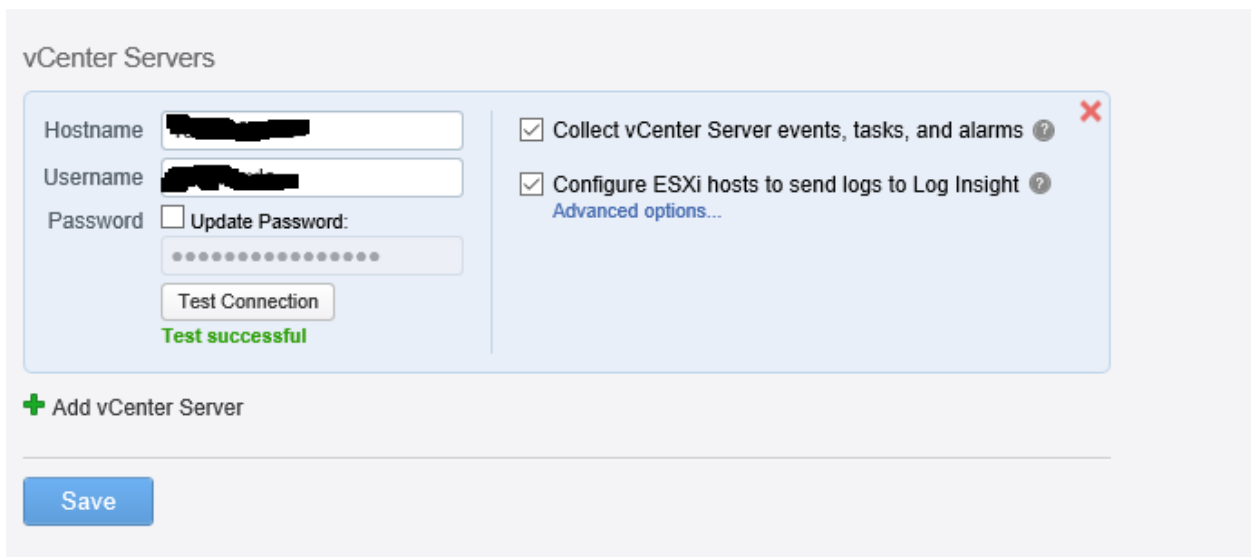 vCenter Servers
Hostname
Username
Password Update Password:
••••••••••••••••
Test Connection
Test successful
Collect vCenter Server events, tasks, and alarms ?
Configure ESXi hosts to send logs to Log Insight ?
Advanced options...
Add vCenter Server
Save